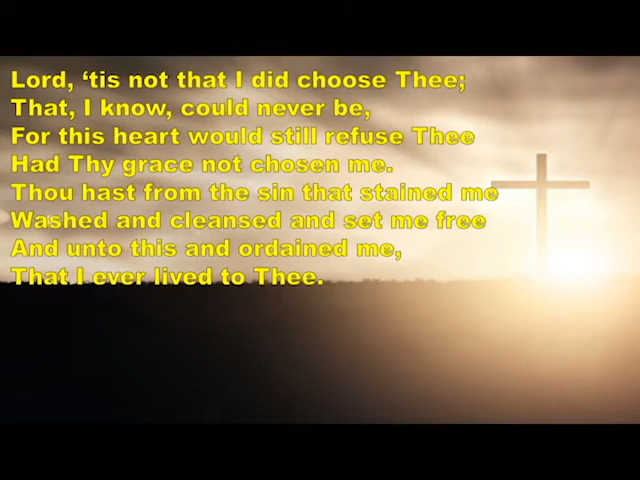 Lord, ‘tis not that I did choose Thee;
That, I know, could never be,
For this heart would still refuse Thee
Had Thy grace not chosen me.
Thou hast from the sin that stained me
Washed and cleansed and set me free
And unto this and ordained me,
That I ever lived to Thee.